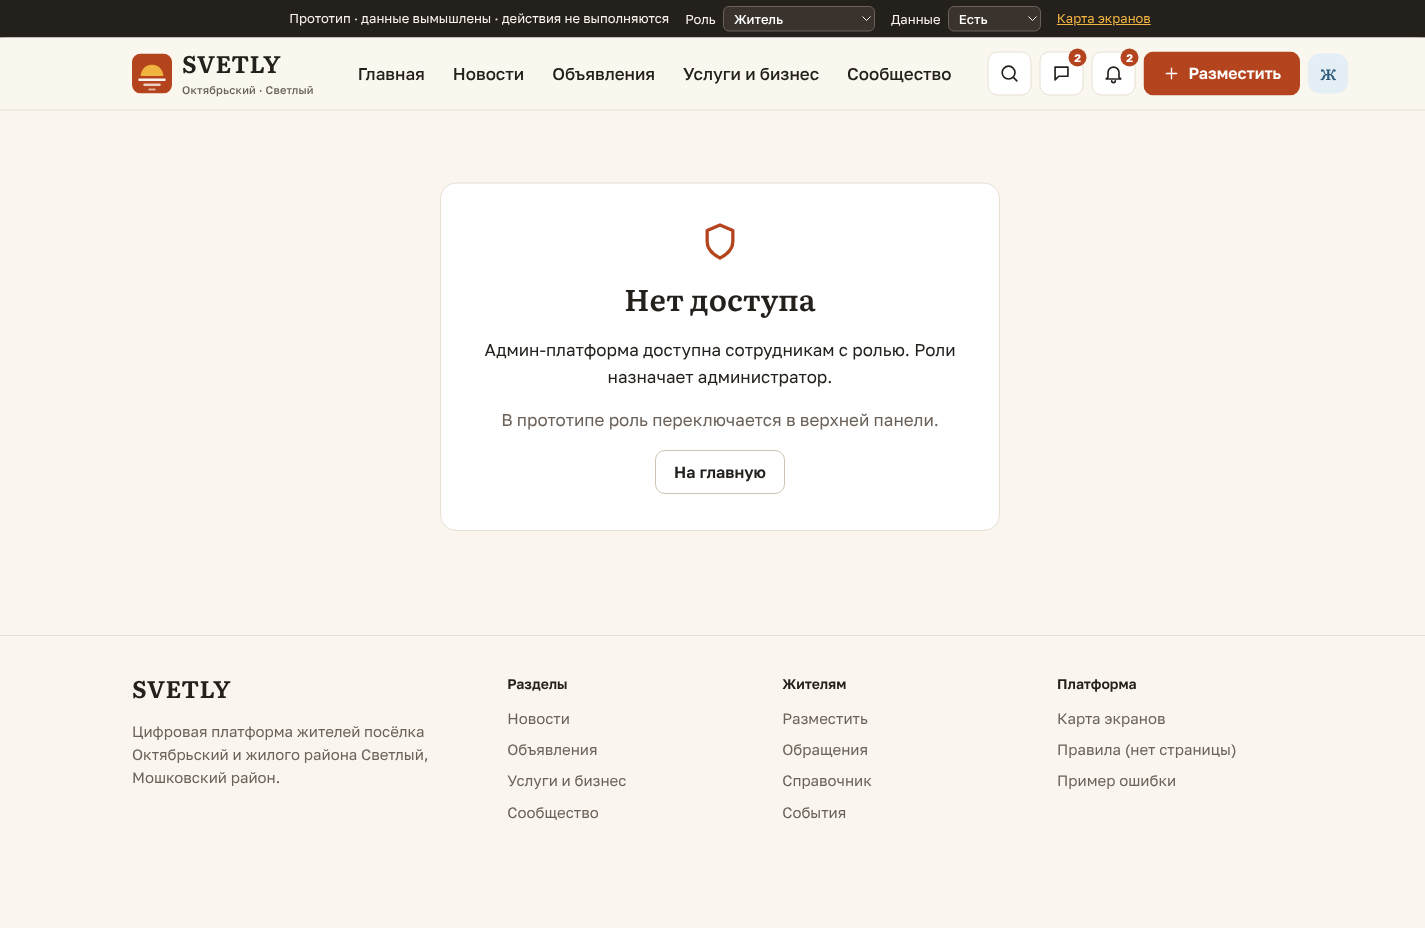 Прототип · данные вымышлены · действия не выполняются Роль Житель Данные Есть Карта экранов
SVETLY
Октябрьский · Светлый
Главная Новости Объявления Услуги и бизнес Сообщество 2 2 + Разместить Ж
Нет доступа
Админ-платформа доступна сотрудникам с ролью. Роли
назначает администратор.
В прототипе роль переключается в верхней панели.
На главную
SVETLY
Цифровая платформа жителей посёлка
Октябрьский и жилого района Светлый,
Мошковский район.
Разделы
Новости
Объявления
Услуги и бизнес
Сообщество
Жителям
Разместить
Обращения
Справочник
События
Платформа
Карта экранов
Правила (нет страницы)
Пример ошибки